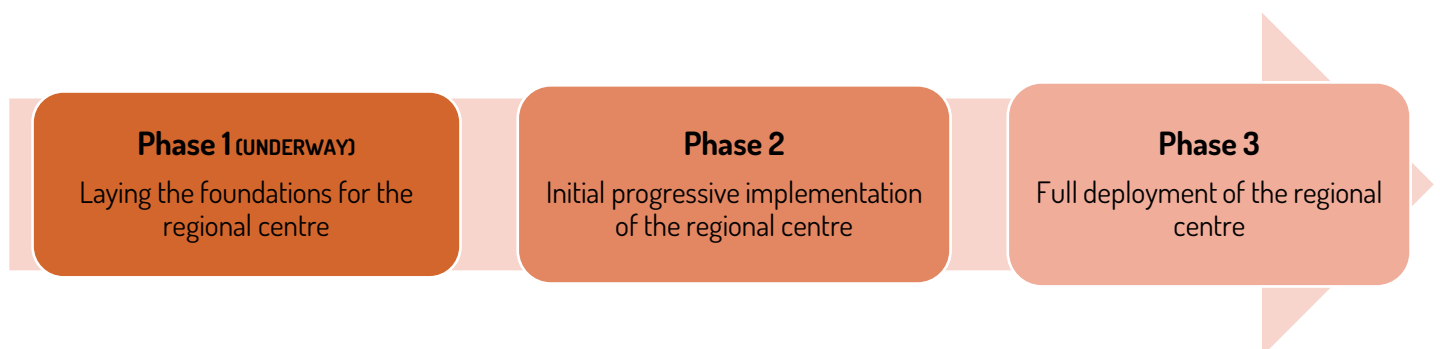 Phase 1 (UNDERWAY)
Laying the foundations for the
regional centre
Phase 2
Initial progressive implementation
of the regional centre
Phase 3
Full deployment of the regional
centre